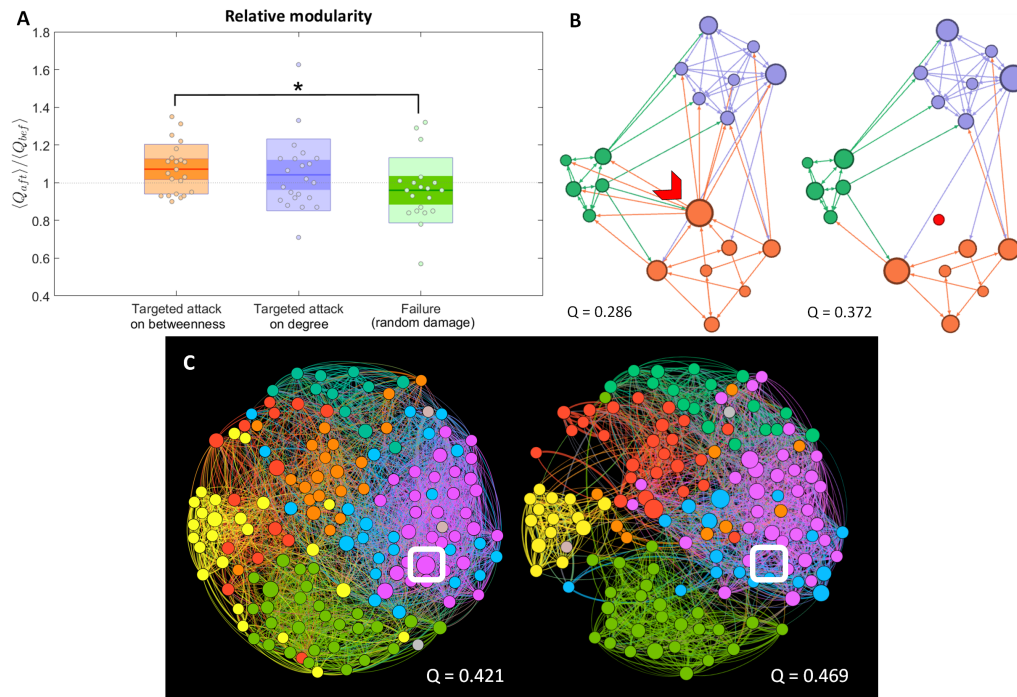 A
Relative modularity
⟨Q_aft⟩/⟨Q_bef⟩
1.8
1.6
1.4
1.2
1
0.8
0.6
0.4
*
Targeted attack
on betweenness
Targeted attack
on degree
Failure
(random damage)
B
Q = 0.286
Q = 0.372
C
Q = 0.421
Q = 0.469